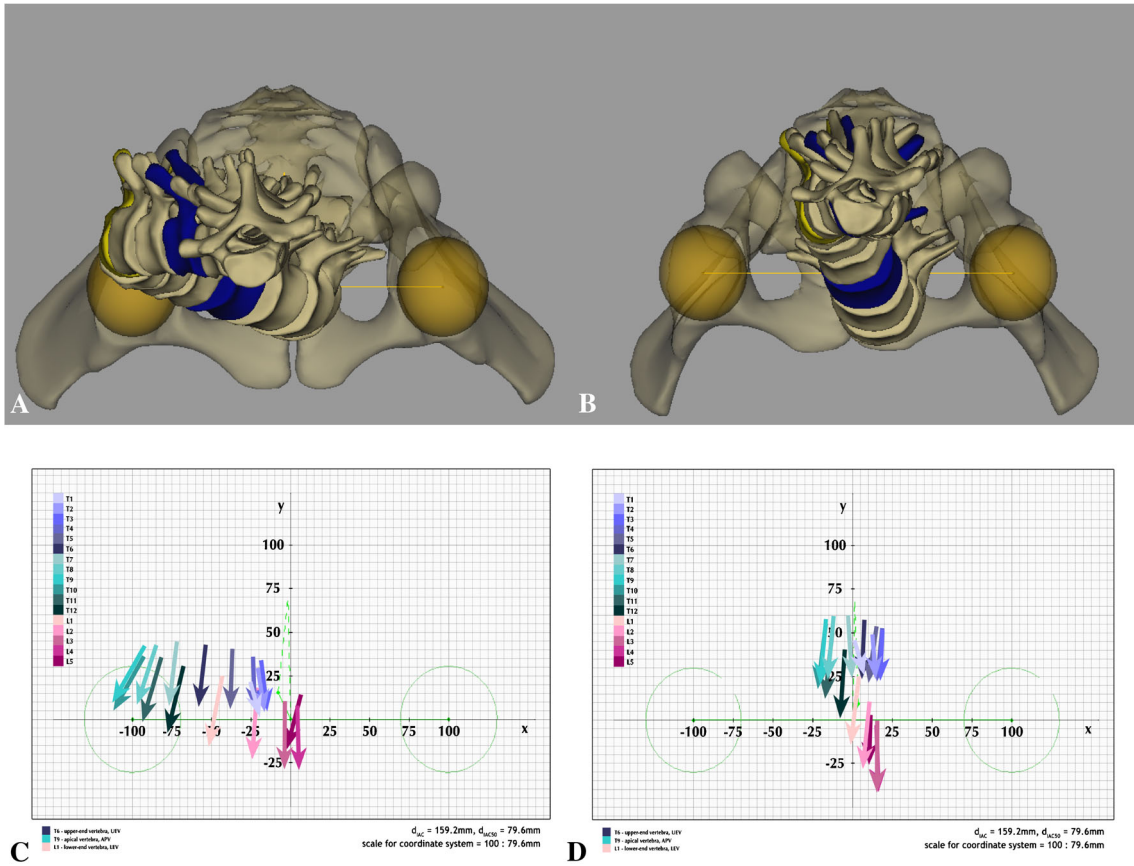 A
B
y
100
75
50
25
-25
-100
-75
-50
-25
25
50
75
100
x
T1
T2
T3
T4
T5
T6
T7
T8
T9
T10
T11
T12
L1
L2
L3
L4
L5
T6 - upper-end vertebra, UEV
T9 - apical vertebra, APV
L1 - lower-end vertebra, LEV
dIAC = 159.2mm, dIAC50 = 79.6mm
scale for coordinate system = 100 : 79.6mm
C
y
100
75
50
25
-25
-100
-75
-50
-25
25
50
75
100
x
T1
T2
T3
T4
T5
T6
T7
T8
T9
T10
T11
T12
L1
L2
L3
L4
L5
T6 - upper-end vertebra, UEV
T9 - apical vertebra, APV
L1 - lower-end vertebra, LEV
dIAC = 159.2mm, dIAC50 = 79.6mm
scale for coordinate system = 100 : 79.6mm
D